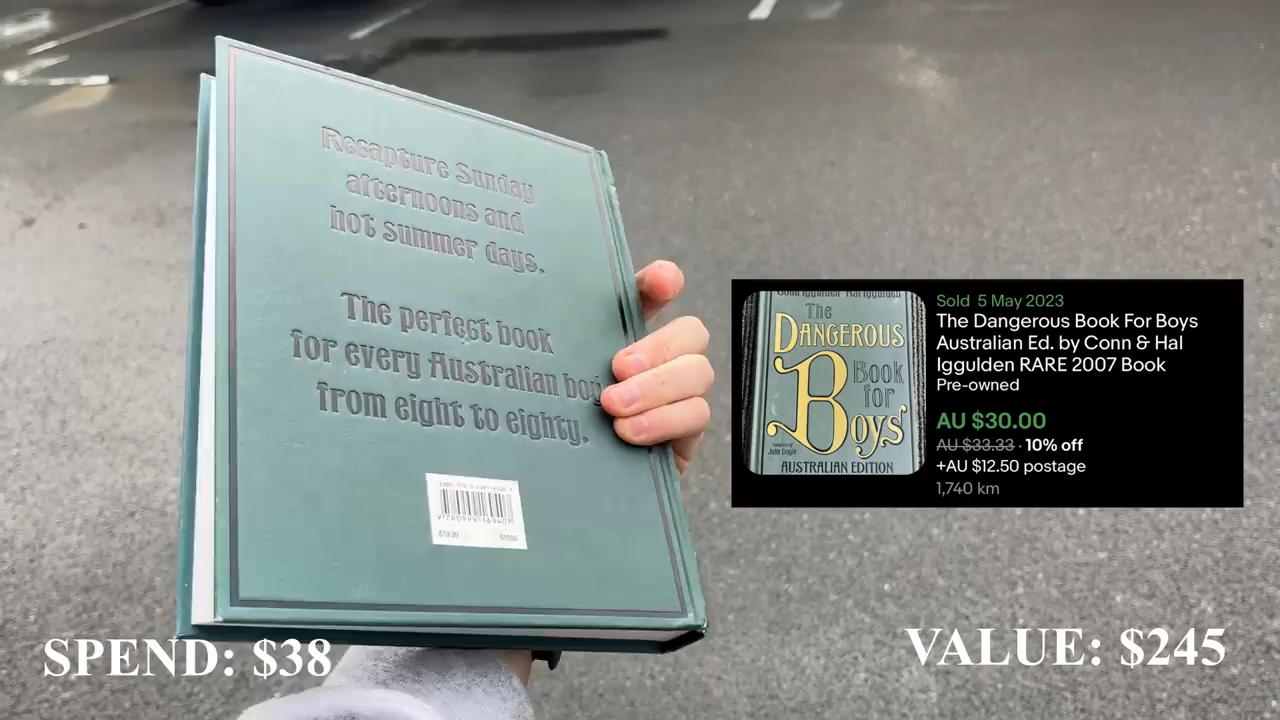 Recapture Sunday
afternoons and
hot summer days.
The perfect book
for every Australian boy
from eight to eighty.
$19.99
The
DANGEROUS
Book
for
Boys
AUSTRALIAN EDITION
Sold 5 May 2023
The Dangerous Book For Boys
Australian Ed. by Conn & Hal
Iggulden RARE 2007 Book
Pre-owned
AU $30.00
AU $33.33 · 10% off
+AU $12.50 postage
1,740 km
SPEND: $38
VALUE: $245